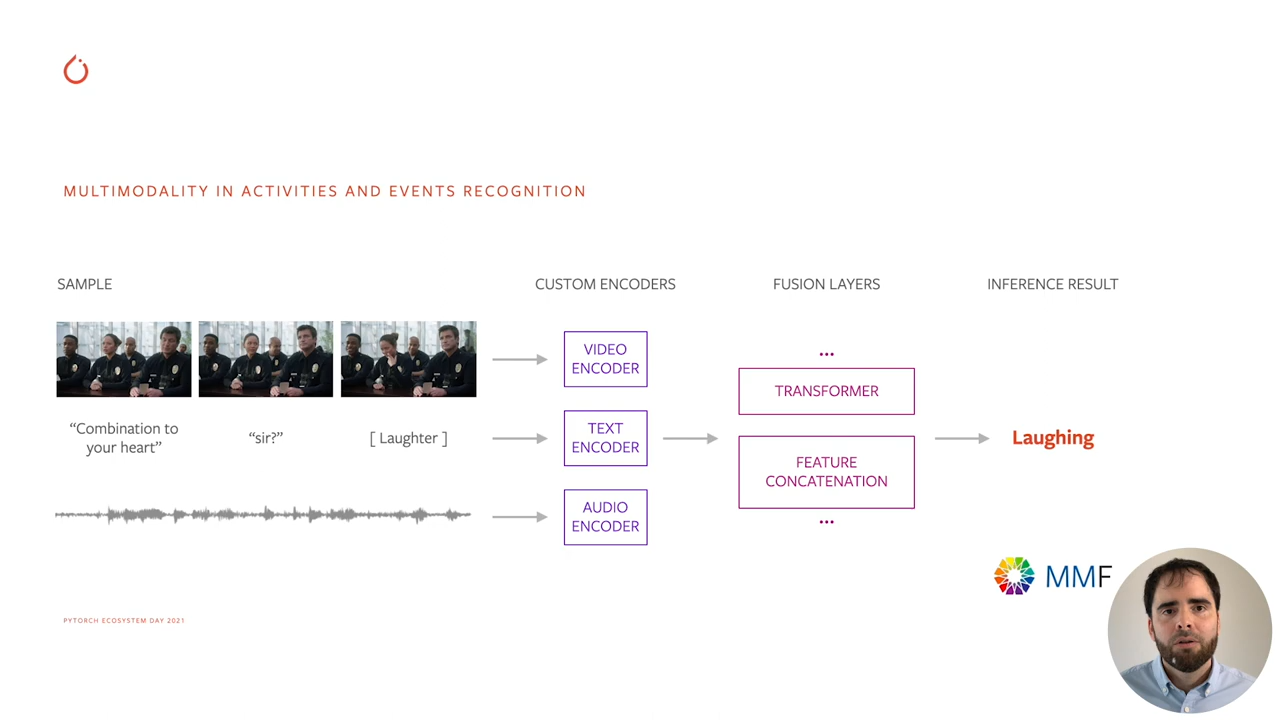 MULTIMODALITY IN ACTIVITIES AND EVENTS RECOGNITION
SAMPLE
CUSTOM ENCODERS
FUSION LAYERS
INFERENCE RESULT
“Combination to
your heart”
“sir?”
[ Laughter ]
VIDEO
ENCODER
TEXT
ENCODER
AUDIO
ENCODER
...
TRANSFORMER
FEATURE
CONCATENATION
...
Laughing
MMF
PYTORCH ECOSYSTEM DAY 2021